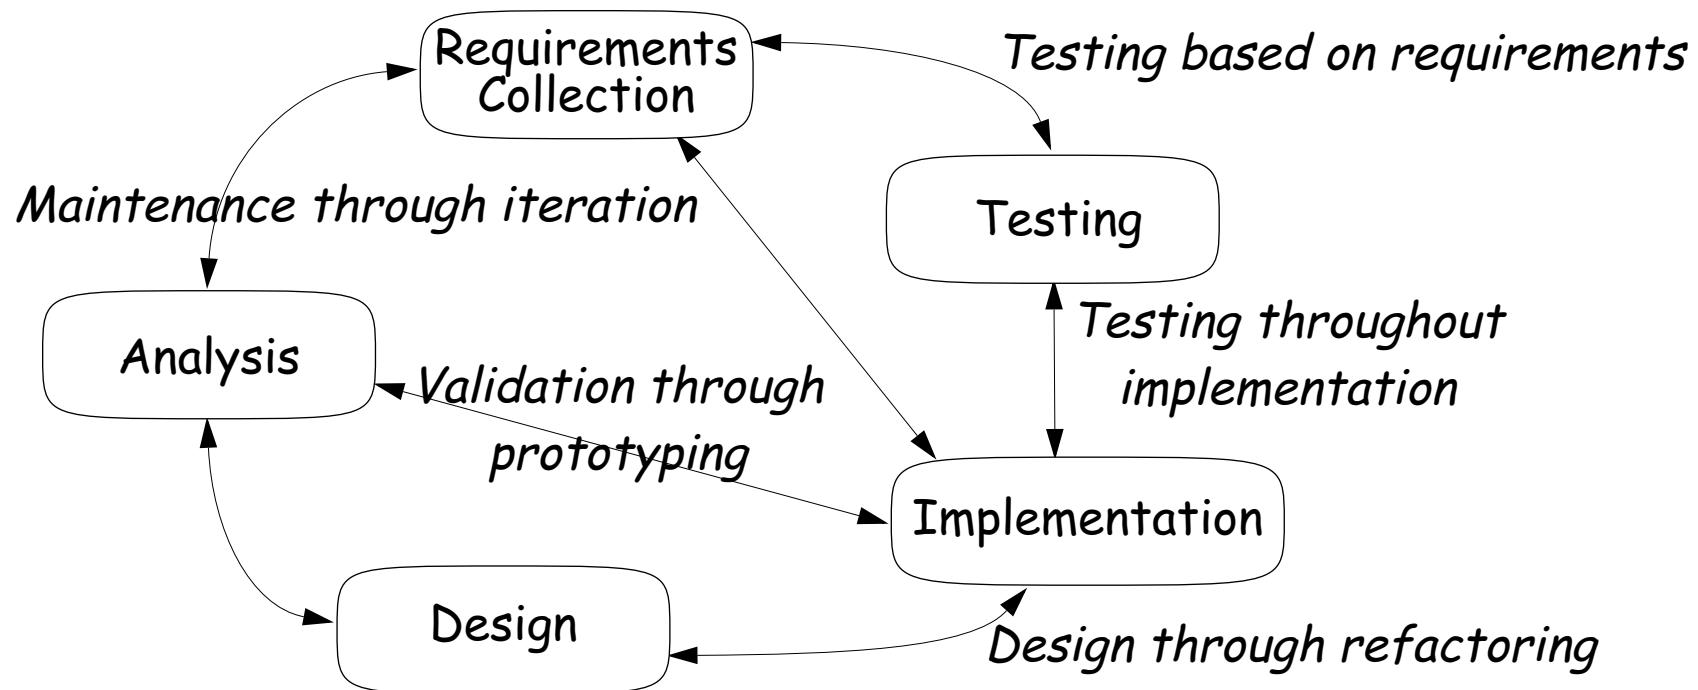 Requirements
Collection
Testing based on requirements
Maintenance through iteration
Testing
Testing throughout
implementation
Analysis
Validation through
prototyping
Implementation
Design
Design through refactoring